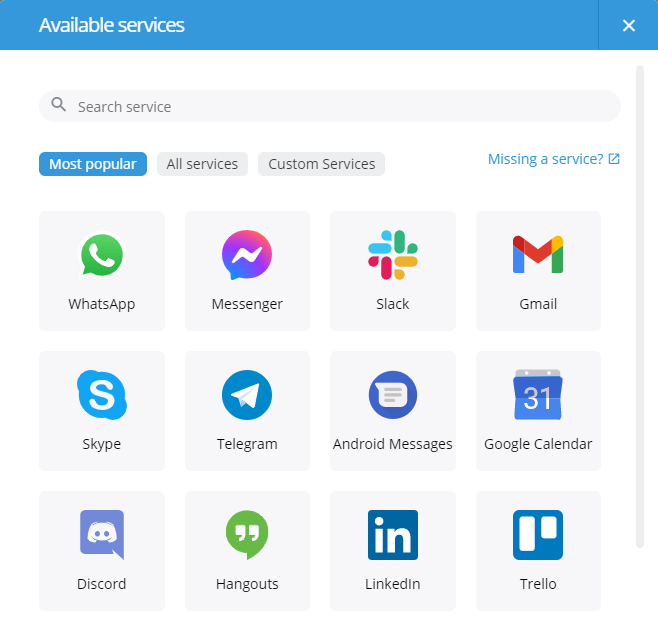 Available services
Search service
Most popular All services Custom Services Missing a service?
WhatsApp Messenger Slack Gmail
31
Skype Telegram Android Messages Google Calendar
Discord Hangouts LinkedIn Trello